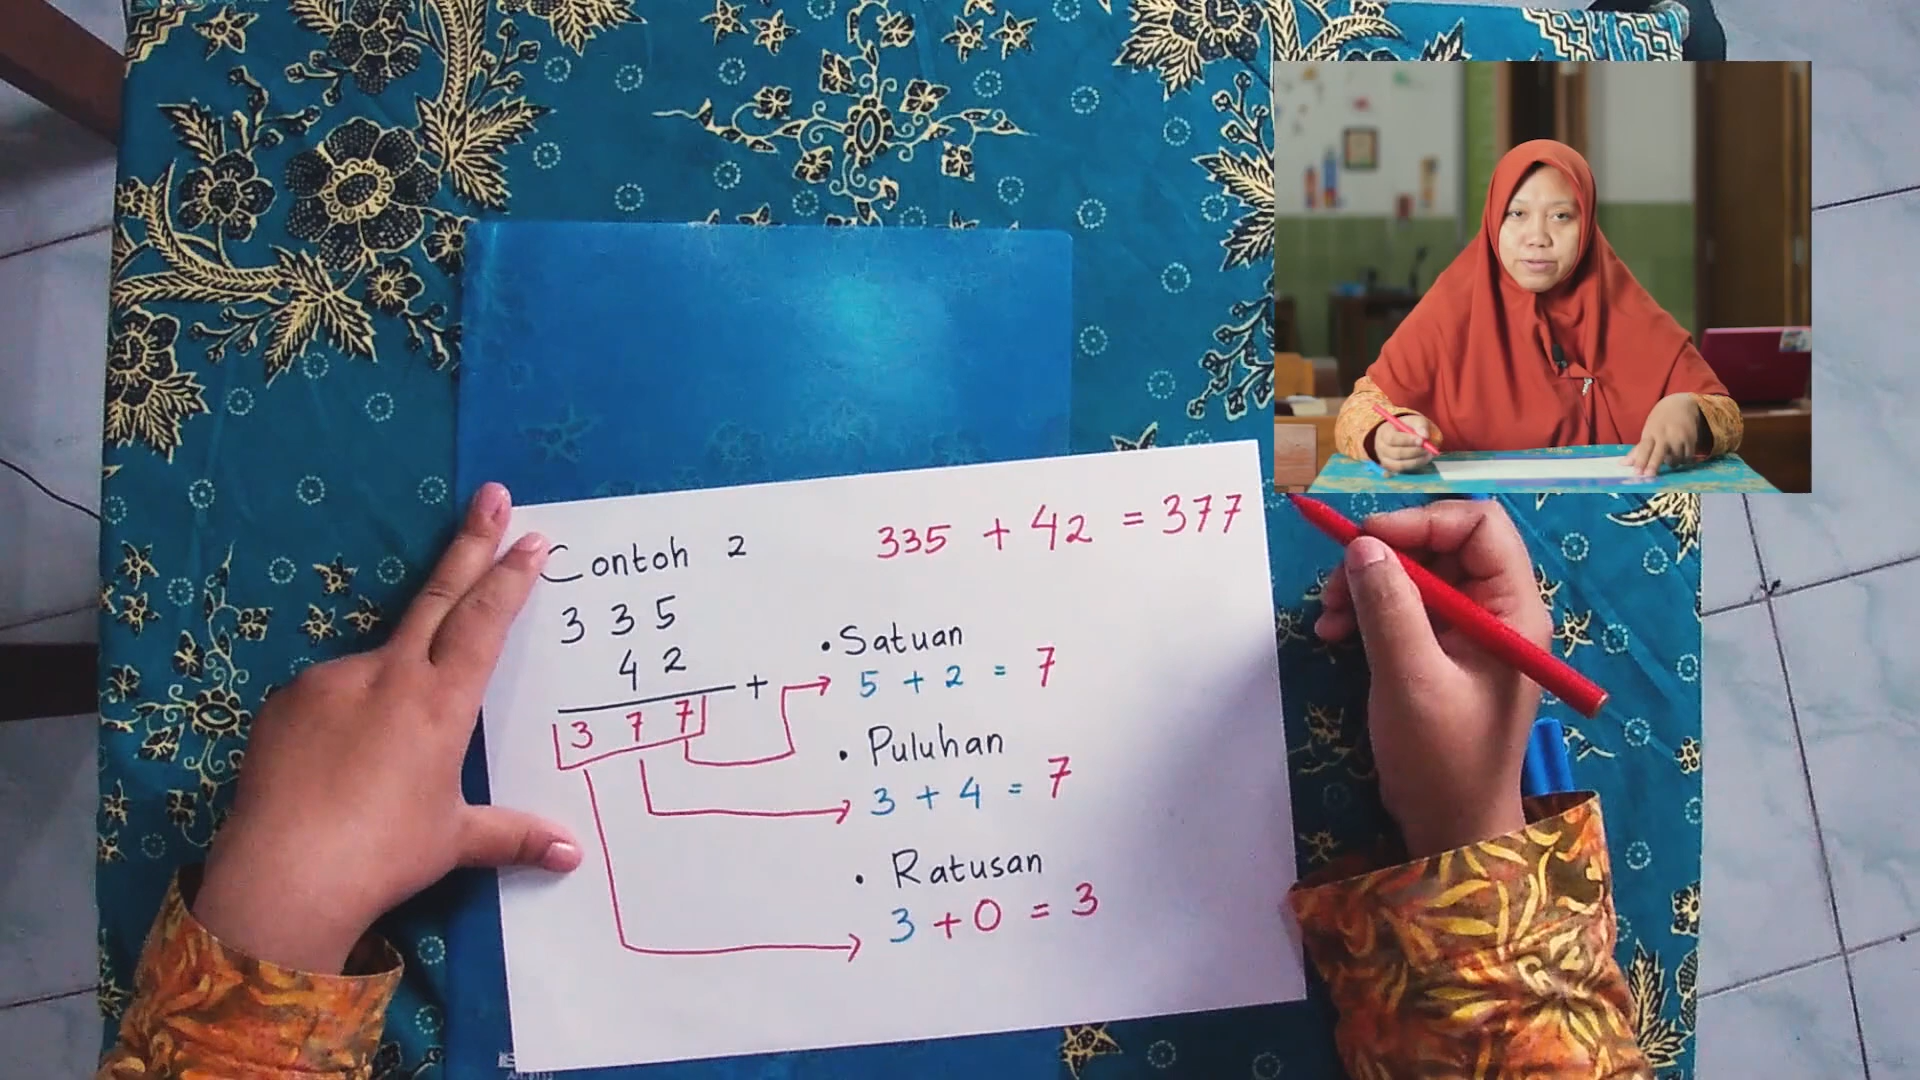 Contoh 2
335 + 42 = 377
3 3 5
4 2
+
3 7 7
• Satuan
5 + 2 = 7
• Puluhan
3 + 4 = 7
• Ratusan
3 + 0 = 3